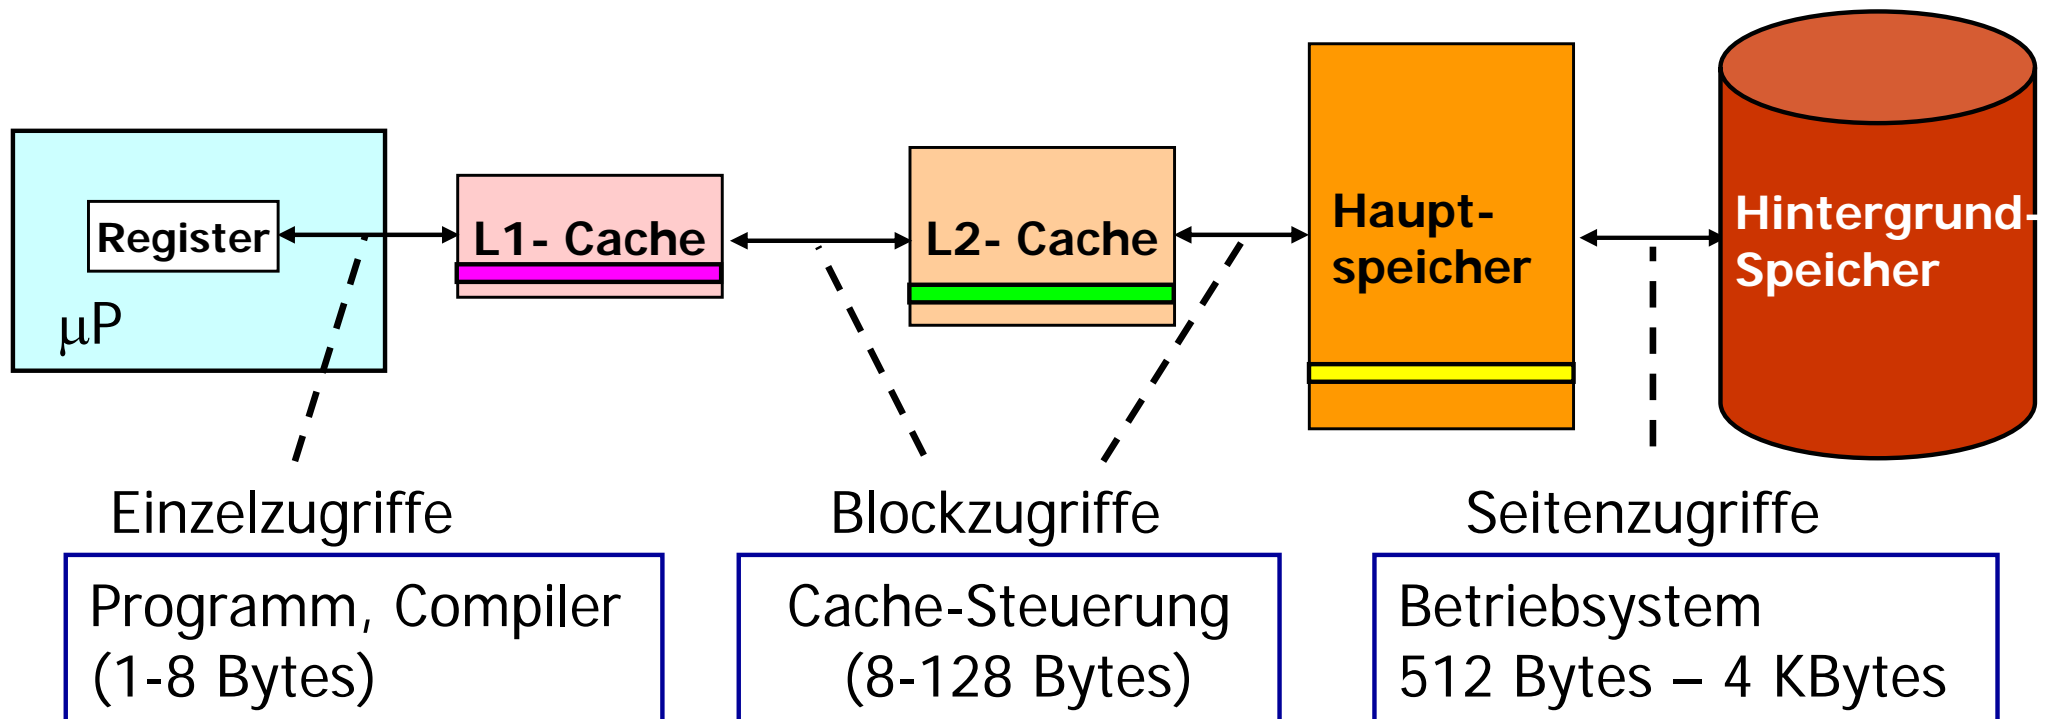 Register
μP
L1- Cache
L2- Cache
Haupt-
speicher
Hintergrund-
Speicher
Einzelzugriffe
Blockzugriffe
Seitenzugriffe
Programm, Compiler
(1-8 Bytes)
Cache-Steuerung
(8-128 Bytes)
Betriebsystem
512 Bytes – 4 KBytes